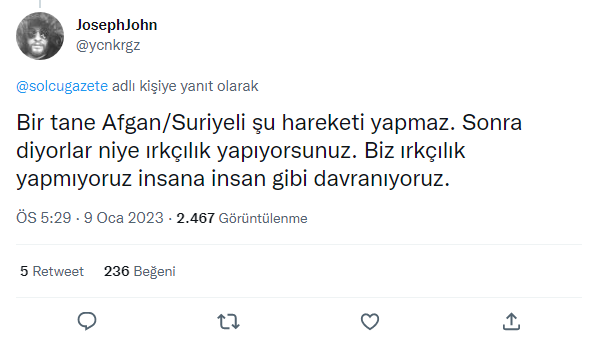 JosephJohn
@ycnkrgz
@solcugazete adlı kişiye yanıt olarak
Bir tane Afgan/Suriyeli şu hareketi yapmaz. Sonra
diyorlar niye ırkçılık yapıyorsunuz. Biz ırkçılık
yapmıyoruz insana insan gibi davranıyoruz.
ÖS 5:29 · 9 Oca 2023 · 2.467 Görüntülenme
5 Retweet 236 Beğeni